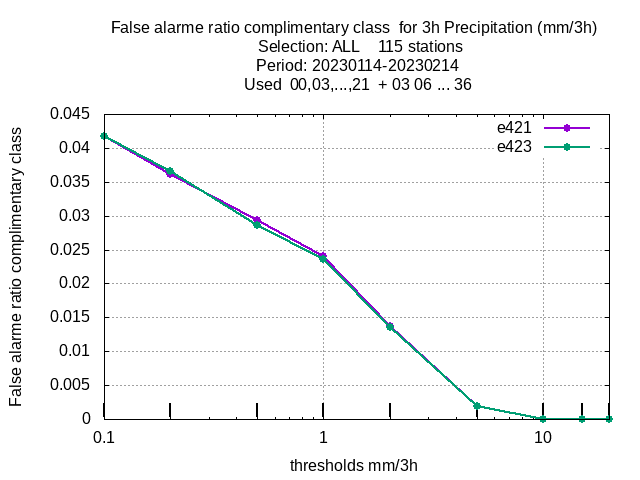 False alarme ratio complimentary class  for 3h Precipitation (mm/3h)
Selection: ALL    115 stations
Period: 20230114-20230214
Used  00,03,...,21  + 03 06 ... 36
e421
e423
False alarme ratio complimentary class
0.045
0.04
0.035
0.03
0.025
0.02
0.015
0.01
0.005
0
0.1
1
10
thresholds mm/3h